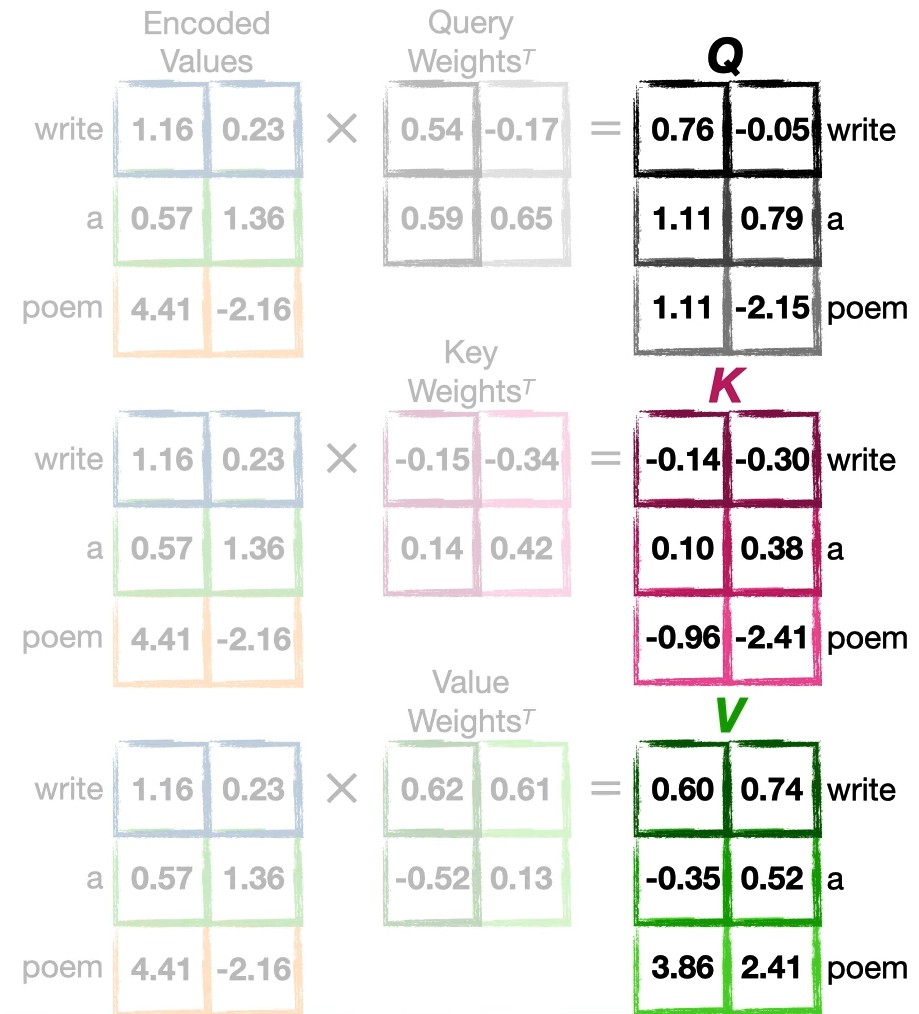 Encoded Query
Values Weightsᵀ Q
write 1.16 0.23 × 0.54 -0.17 = 0.76 -0.05 write
a 0.57 1.36 0.59 0.65 1.11 0.79 a
poem 4.41 -2.16 1.11 -2.15 poem
Key
Weightsᵀ K
write 1.16 0.23 × -0.15 -0.34 = -0.14 -0.30 write
a 0.57 1.36 0.14 0.42 0.10 0.38 a
poem 4.41 -2.16 -0.96 -2.41 poem
Value
Weightsᵀ V
write 1.16 0.23 × 0.62 0.61 = 0.60 0.74 write
a 0.57 1.36 -0.52 0.13 -0.35 0.52 a
poem 4.41 -2.16 3.86 2.41 poem